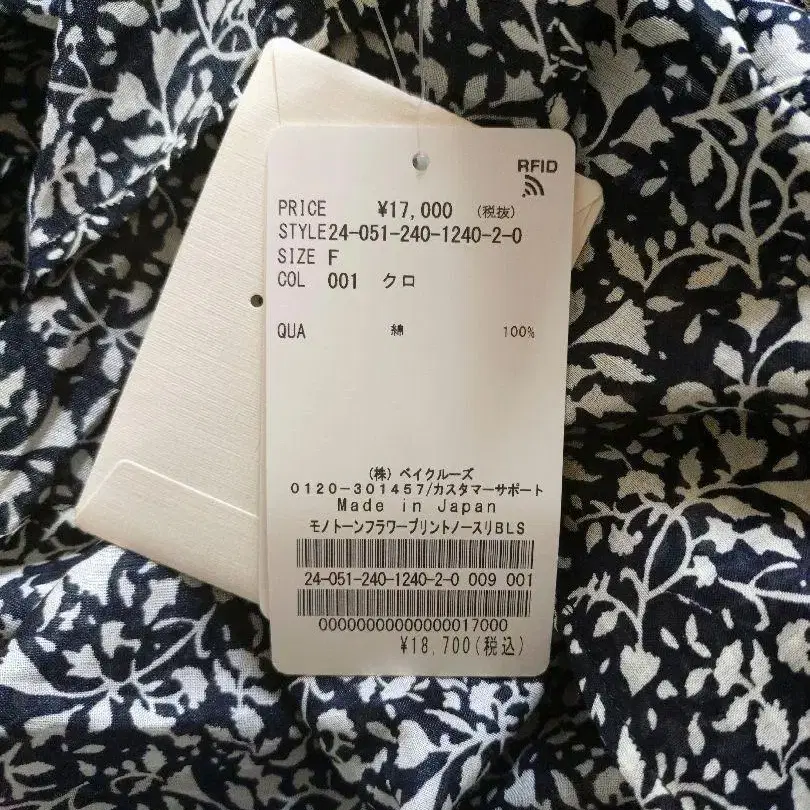 RFID
PRICE ¥17,000 (税抜)
STYLE24-051-240-1240-2-0
SIZE F
COL 001 クロ
QUA 綿 100%
(株) ベイクルーズ
0120-301457/カスタマーサポート
Made in Japan
モノトーンフラワープリントノースリBLS
24-051-240-1240-2-0 009 001
00000000000000017000
¥18,700(税込)